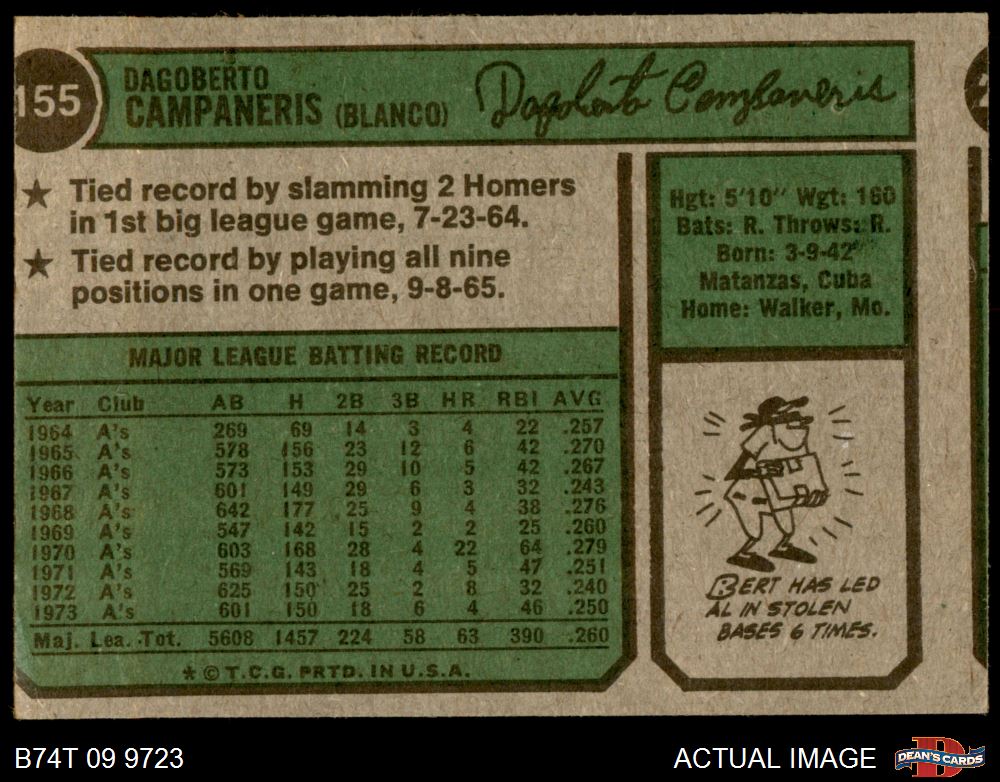 155
DAGOBERTO
CAMPANERIS (BLANCO)
Dagoberto Campaneris
★ Tied record by slamming 2 Homers
in 1st big league game, 7-23-64.
★ Tied record by playing all nine
positions in one game, 9-8-65.
Hgt: 5'10" Wgt: 160
Bats: R. Throws: R.
Born: 3-9-42
Matanzas, Cuba
Home: Walker, Mo.
MAJOR LEAGUE BATTING RECORD
Year Club AB H 2B 3B HR RBI AVG
1964 A's 269 69 14 3 4 22 .257
1965 A's 578 156 23 12 6 42 .270
1966 A's 573 153 29 10 5 42 .267
1967 A's 601 149 29 6 3 32 .243
1968 A's 642 177 25 9 4 38 .276
1969 A's 547 142 15 2 2 25 .260
1970 A's 603 168 28 4 22 64 .279
1971 A's 569 143 18 4 5 47 .251
1972 A's 625 150 25 2 8 32 .240
1973 A's 601 150 18 6 4 46 .250
Maj. Lea. Tot. 5608 1457 224 58 63 390 .260
* © T.C.G. PRTD. IN U.S.A.
BERT HAS LED
AL IN STOLEN
BASES 6 TIMES.
B74T 09 9723
ACTUAL IMAGE
DEAN'S CARDS